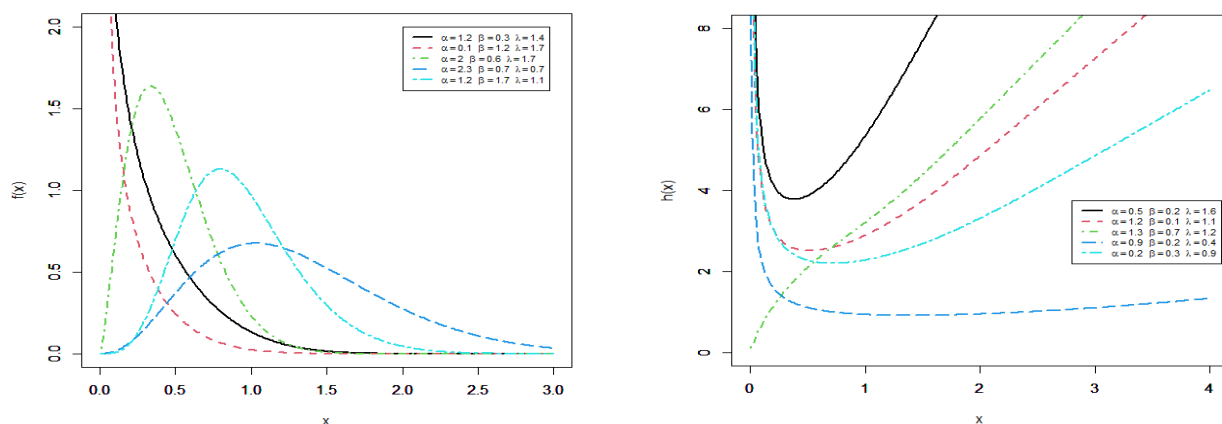 f(x)
2.0
1.5
1.0
0.5
0.0
α=1.2 β=0.3 λ=1.4
α=0.1 β=1.2 λ=1.7
α=2 β=0.6 λ=1.7
α=2.3 β=0.7 λ=0.7
α=1.2 β=1.7 λ=1.1
0.0 0.5 1.0 1.5 2.0 2.5 3.0
x
h(x)
8
6
4
2
0
α=0.5 β=0.2 λ=1.6
α=1.2 β=0.1 λ=1.1
α=1.3 β=0.7 λ=1.2
α=0.9 β=0.2 λ=0.4
α=0.2 β=0.3 λ=0.9
0 1 2 3 4
x